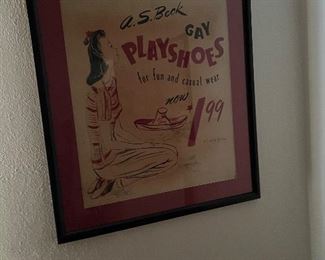 A.S. Beck
GAY
PLAYSHOES
for fun and casual wear
now
$1.99